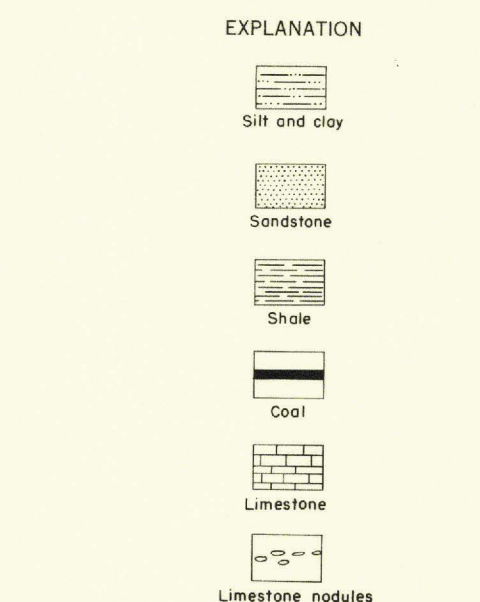 EXPLANATION
Silt and clay
Sandstone
Shale
Coal
Limestone
Limestone nodules